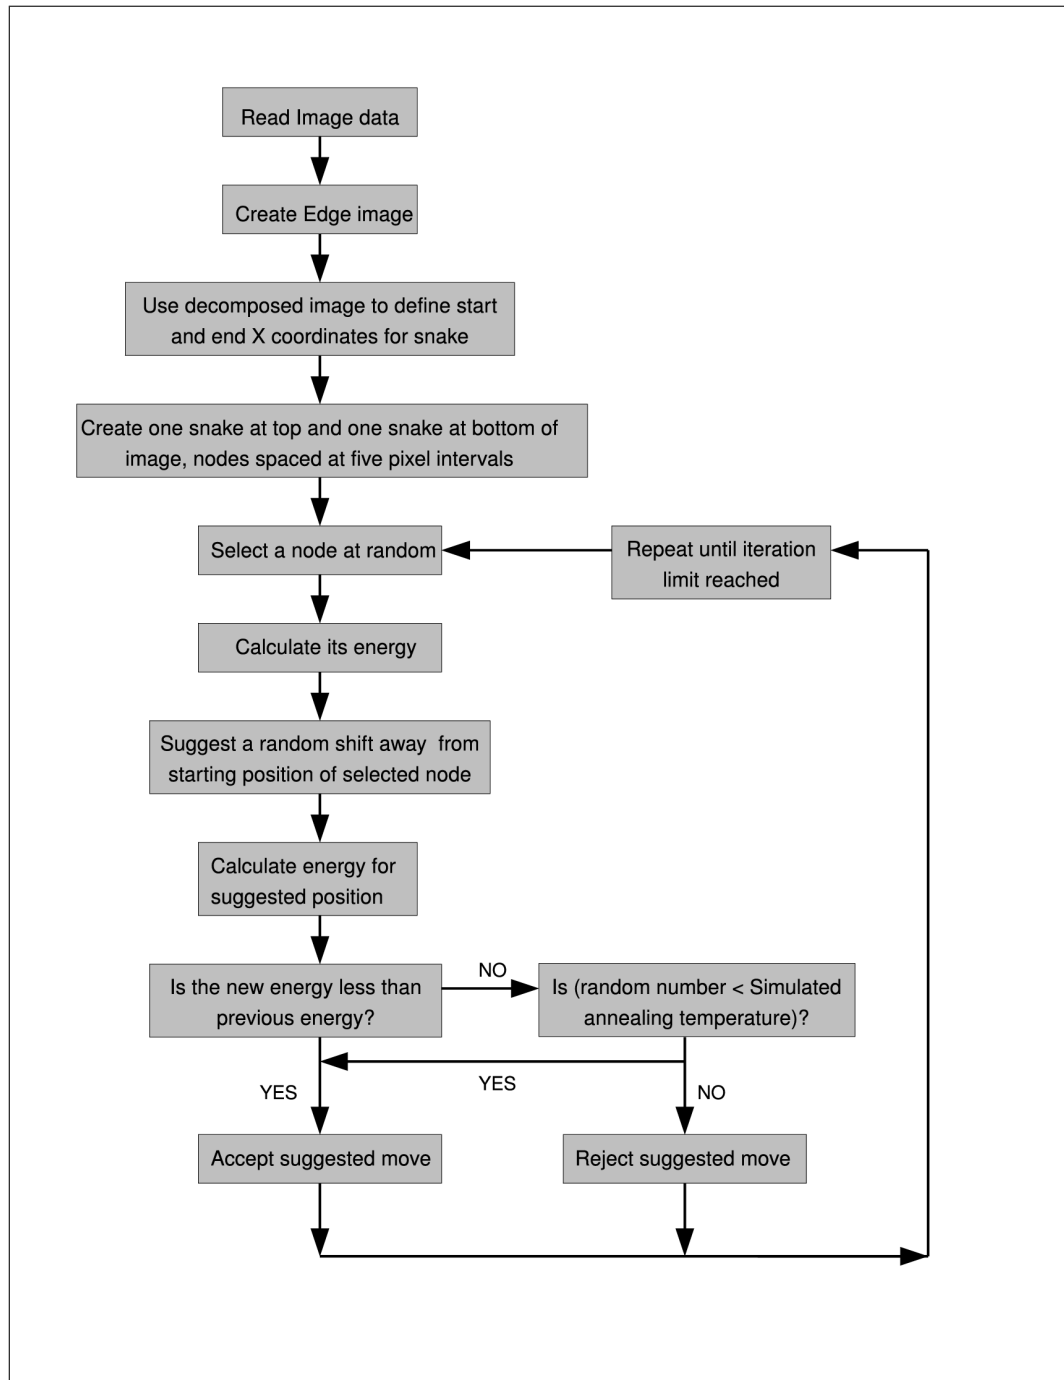 Read Image data
Create Edge image
Use decomposed image to define start
and end X coordinates for snake
Create one snake at top and one snake at bottom of
image, nodes spaced at five pixel intervals
Select a node at random
Repeat until iteration
limit reached
Calculate its energy
Suggest a random shift away  from
starting position of selected node
Calculate energy for
suggested position
Is the new energy less than
previous energy?
NO
Is (random number < Simulated
annealing temperature)?
YES
YES
NO
Accept suggested move
Reject suggested move